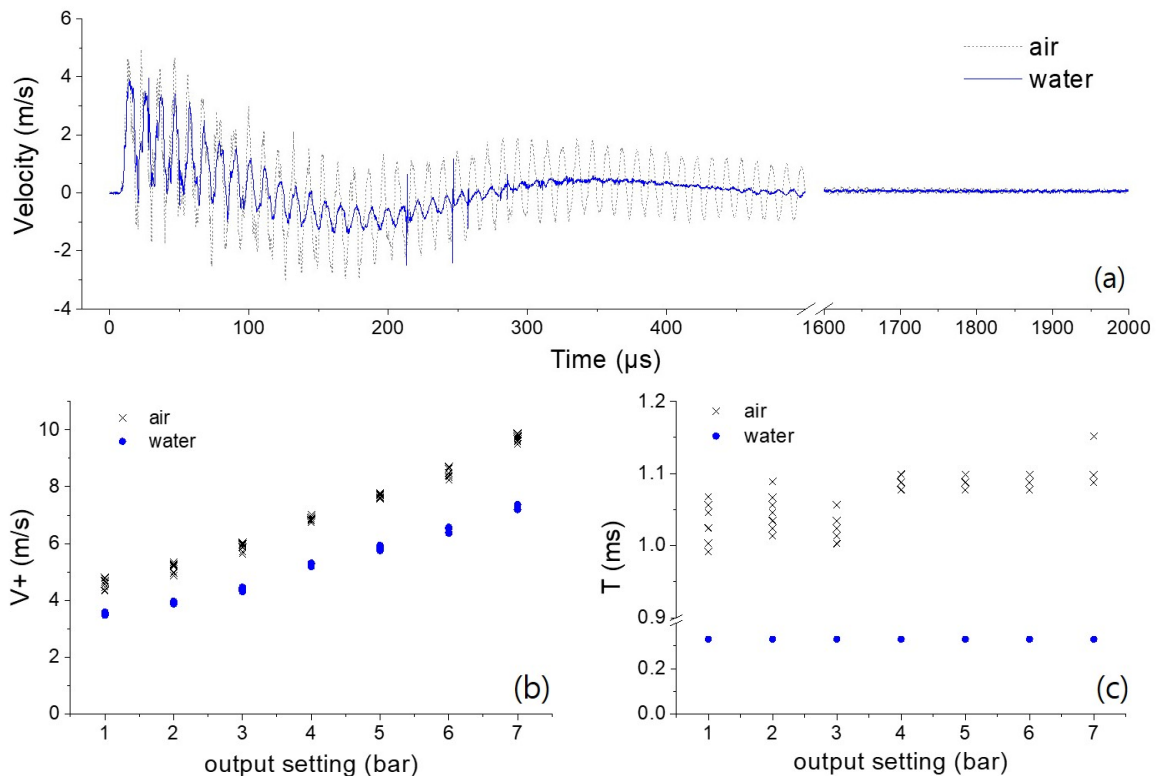 6
4
2
0
-2
-4
Velocity (m/s)
air
water
(a)
0 100 200 300 400 1600 1700 1800 1900 2000
Time (µs)
10
8
6
4
2
0
V+ (m/s)
air
water
(b)
1 2 3 4 5 6 7
output setting (bar)
1.2
1.1
1.0
0.9
0.2
0.0
T (ms)
air
water
(c)
1 2 3 4 5 6 7
output setting (bar)